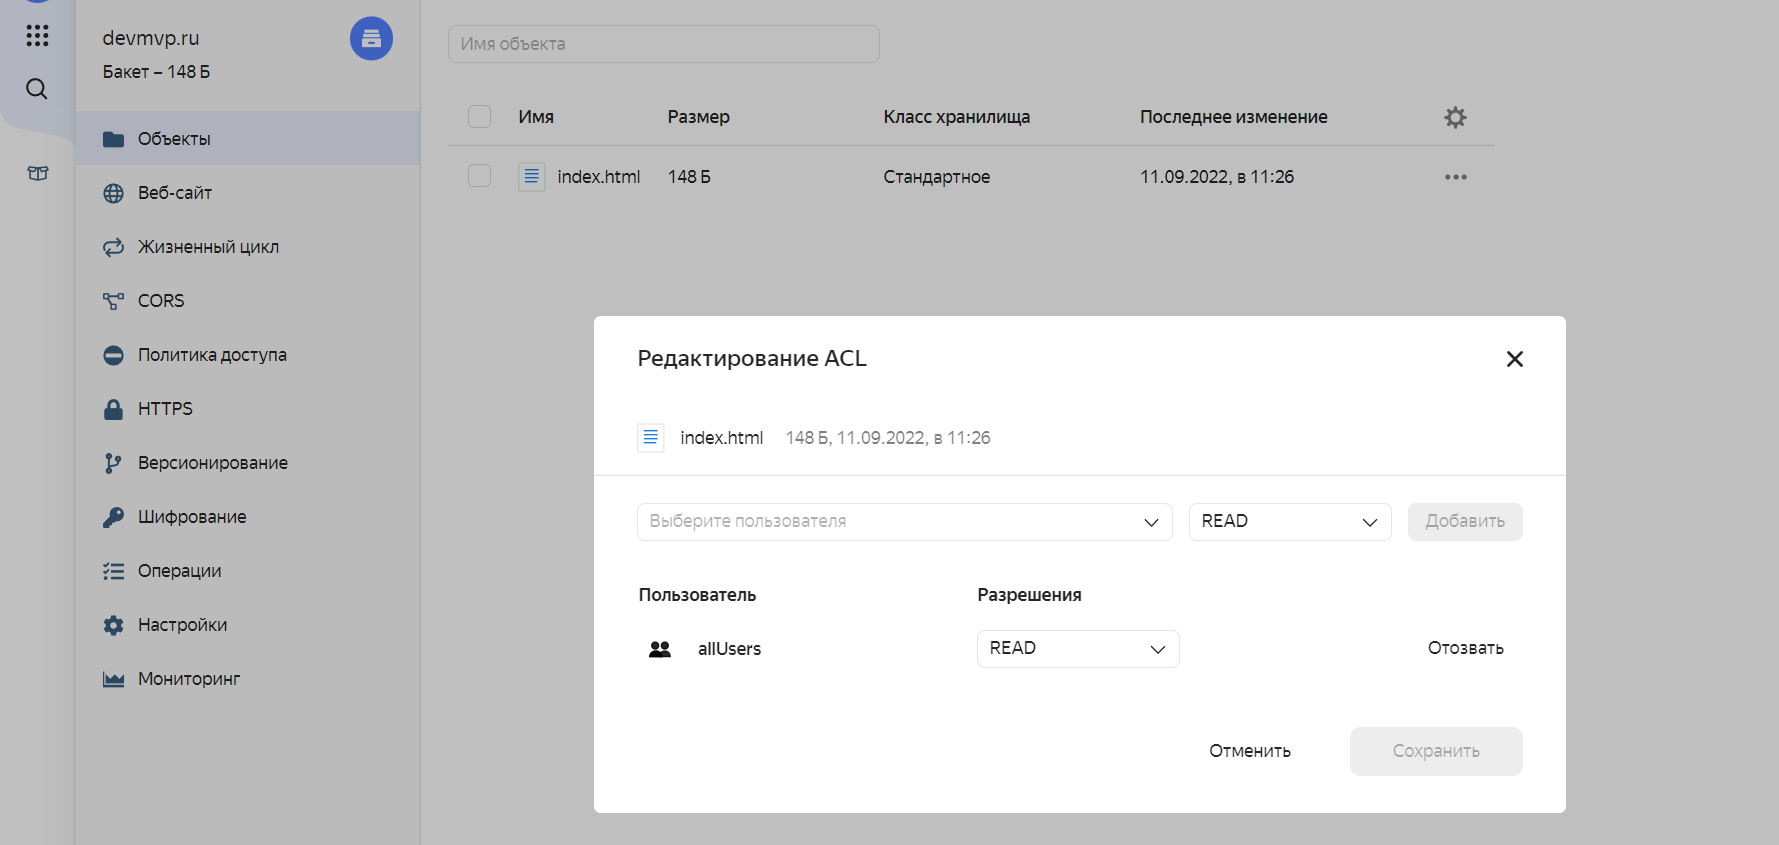 devmvp.ru
Бакет – 148 Б
Объекты
Веб-сайт
Жизненный цикл
CORS
Политика доступа
HTTPS
Версионирование
Шифрование
Операции
Настройки
Мониторинг
Имя объекта
Имя Размер Класс хранилища Последнее изменение
index.html 148 Б Стандартное 11.09.2022, в 11:26
Редактирование ACL
index.html 148 Б, 11.09.2022, в 11:26
Выберите пользователя READ Добавить
Пользователь Разрешения
allUsers READ Отозвать
Отменить Сохранить